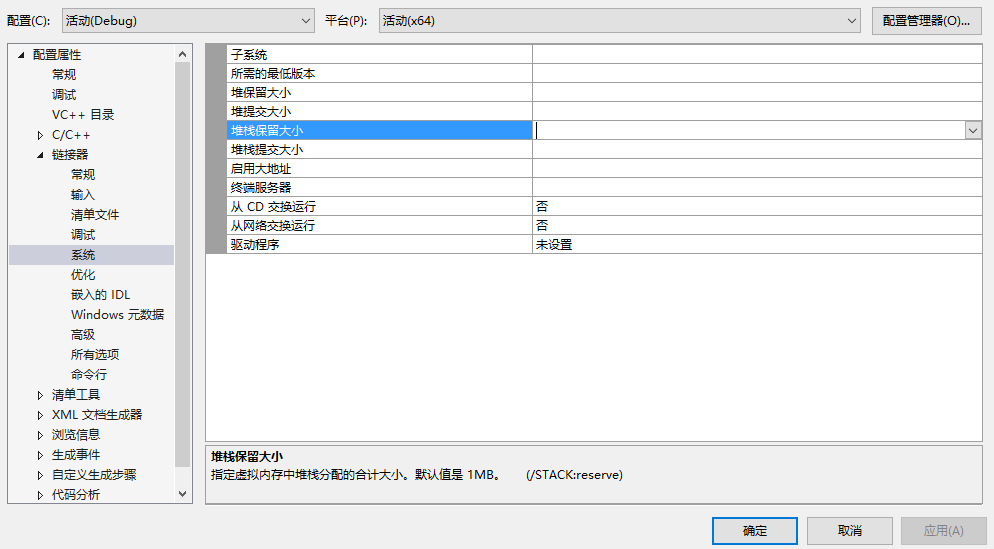 配置(C): 活动(Debug) 平台(P): 活动(x64) 配置管理器(O)...
配置属性
常规
调试
VC++ 目录
C/C++
链接器
常规
输入
清单文件
调试
系统
优化
嵌入的 IDL
Windows 元数据
高级
所有选项
命令行
清单工具
XML 文档生成器
浏览信息
生成事件
自定义生成步骤
代码分析
子系统
所需的最低版本
堆保留大小
堆提交大小
堆栈保留大小
堆栈提交大小
启用大地址
终端服务器
从 CD 交换运行 否
从网络交换运行 否
驱动程序 未设置
堆栈保留大小
指定虚拟内存中堆栈分配的合计大小。默认值是 1MB。 (/STACK:reserve)
确定 取消 应用(A)